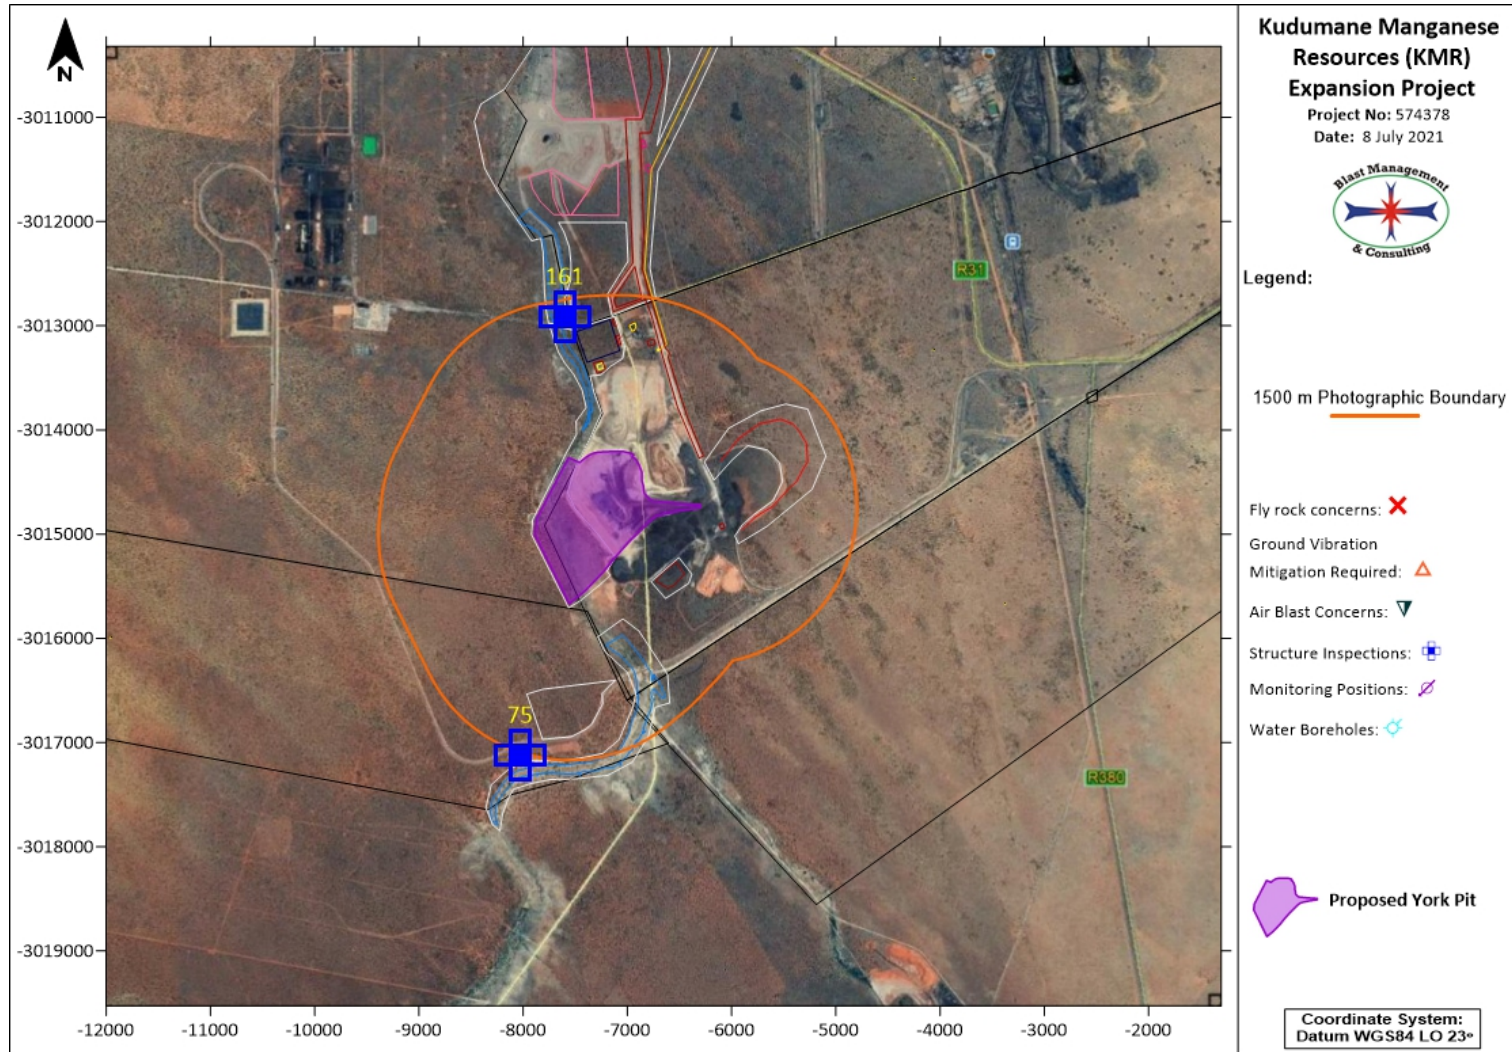 N
-3011000
-3012000
-3013000
-3014000
-3015000
-3016000
-3017000
-3018000
-3019000
-12000
-11000
-10000
-9000
-8000
-7000
-6000
-5000
-4000
-3000
-2000
161
75
R31
R380
Kudumane Manganese
Resources (KMR)
Expansion Project
Project No: 574378
Date: 8 July 2021
Blast Management
& Consulting
Legend:
1500 m Photographic Boundary
Fly rock concerns:
Ground Vibration
Mitigation Required:
Air Blast Concerns:
Structure Inspections:
Monitoring Positions:
Water Boreholes:
Proposed York Pit
Coordinate System:
Datum WGS84 LO 23°